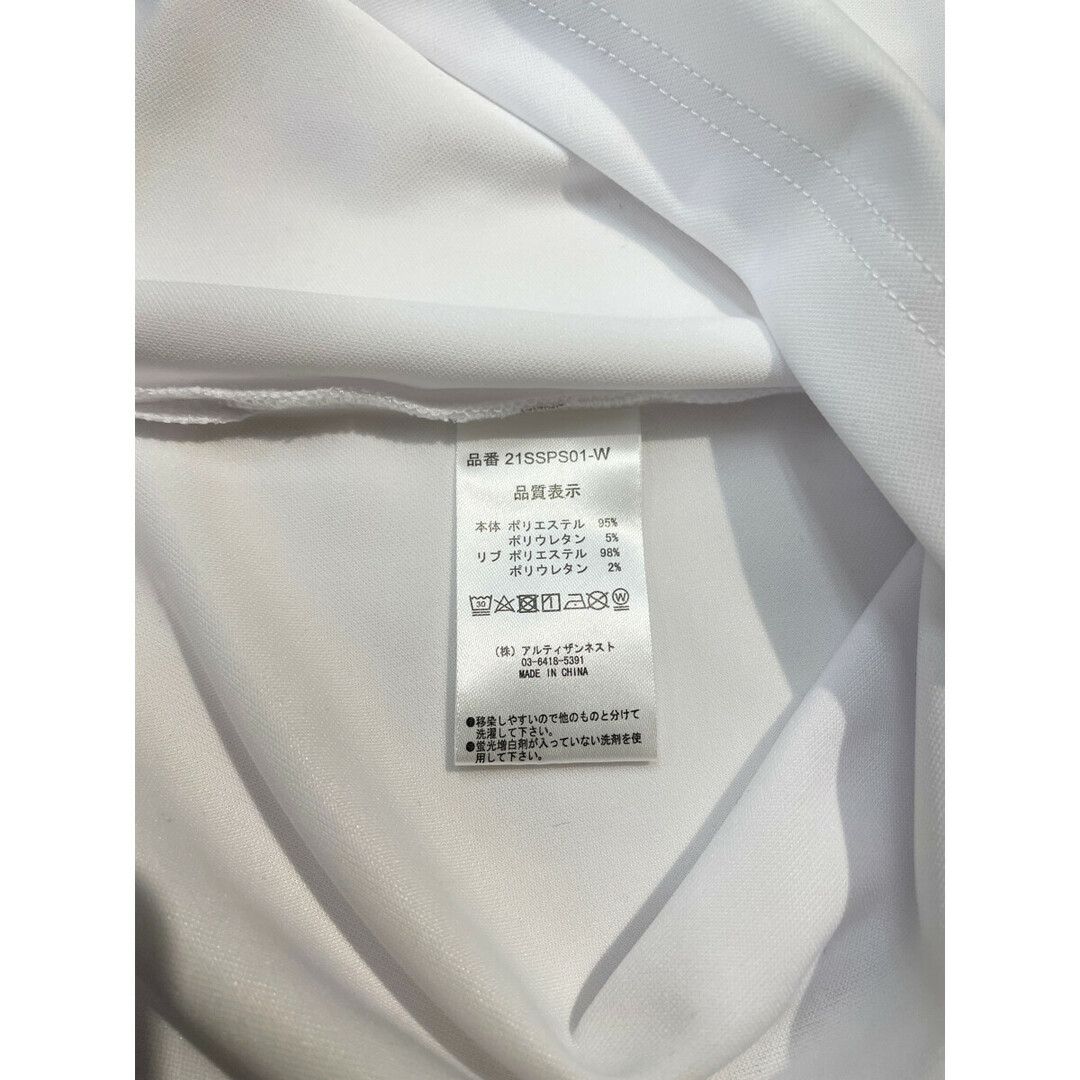 品番 21SSPS01-W
品質表示
本体 ポリエステル 95%
ポリウレタン 5%
リブ ポリエステル 98%
ポリウレタン 2%
30 W
(株) アルティザンネスト
03-6418-5391
MADE IN CHINA
●移染しやすいので他のものと分けて
洗濯して下さい。
●蛍光増白剤が入っていない洗剤を使
用して下さい。